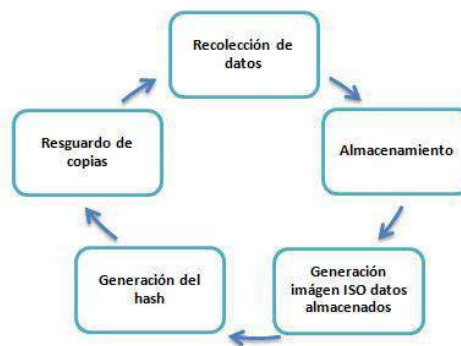 Recolección de
datos
Almacenamiento
Generación
imágen ISO datos
almacenados
Generación del
hash
Resguardo de
copias